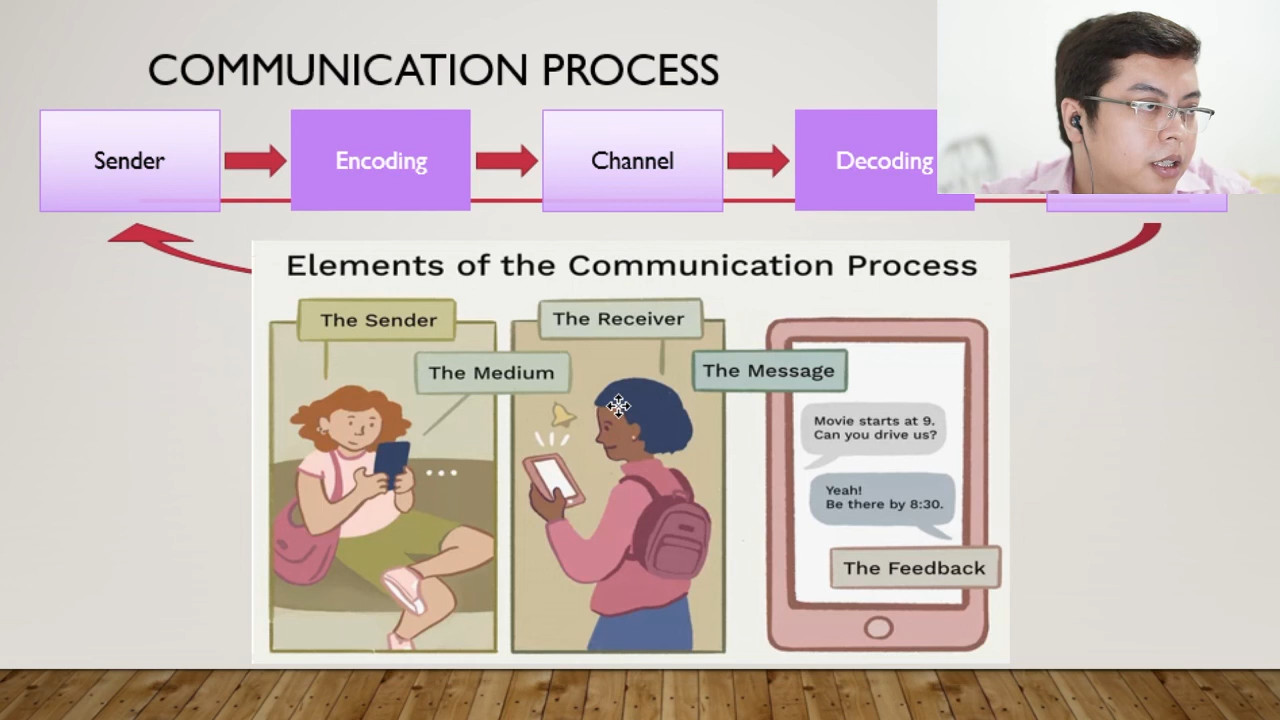 COMMUNICATION PROCESS
Sender
Encoding
Channel
Decoding
Elements of the Communication Process
The Sender
The Receiver
The Medium
The Message
Movie starts at 9.
Can you drive us?
Yeah!
Be there by 8:30.
The Feedback